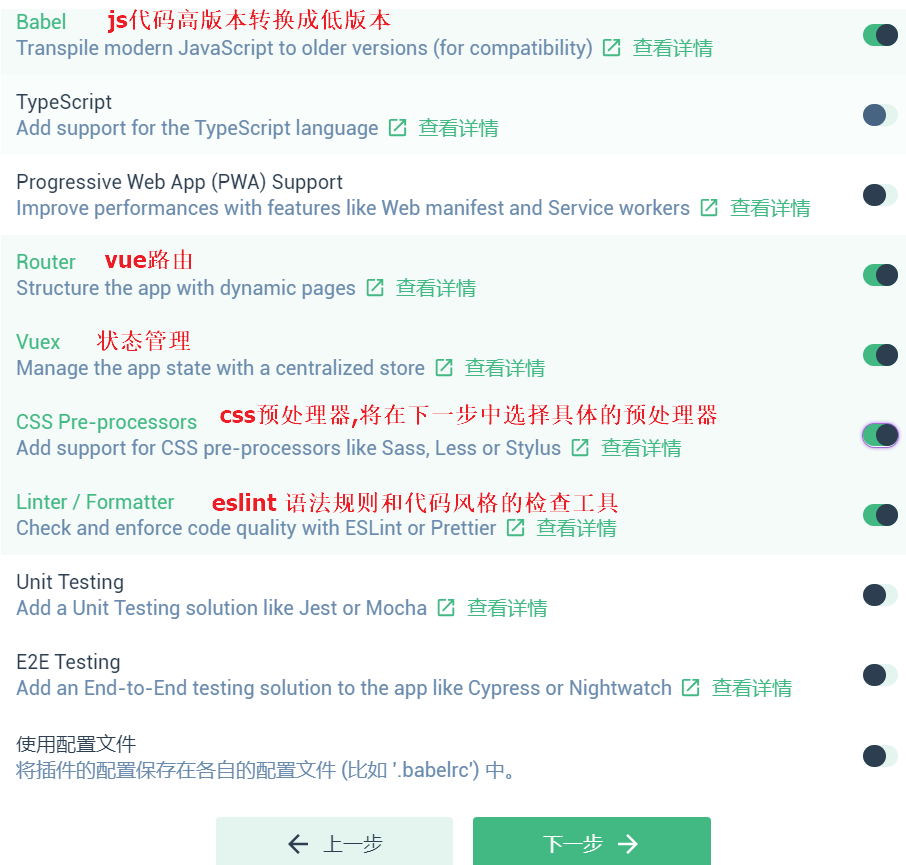 Babel js代码高版本转换成低版本
Transpile modern JavaScript to older versions (for compatibility) 查看详情
TypeScript
Add support for the TypeScript language 查看详情
Progressive Web App (PWA) Support
Improve performances with features like Web manifest and Service workers 查看详情
Router vue路由
Structure the app with dynamic pages 查看详情
Vuex 状态管理
Manage the app state with a centralized store 查看详情
CSS Pre-processors css预处理器,将在下一步中选择具体的预处理器
Add support for CSS pre-processors like Sass, Less or Stylus 查看详情
Linter / Formatter eslint 语法规则和代码风格的检查工具
Check and enforce code quality with ESLint or Prettier 查看详情
Unit Testing
Add a Unit Testing solution like Jest or Mocha 查看详情
E2E Testing
Add an End-to-End testing solution to the app like Cypress or Nightwatch 查看详情
使用配置文件
将插件的配置保存在各自的配置文件 (比如 '.babelrc') 中。
上一步 下一步